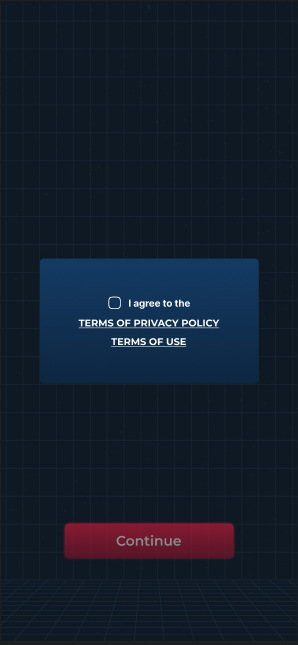 I agree to the
TERMS OF PRIVACY POLICY
TERMS OF USE
Continue